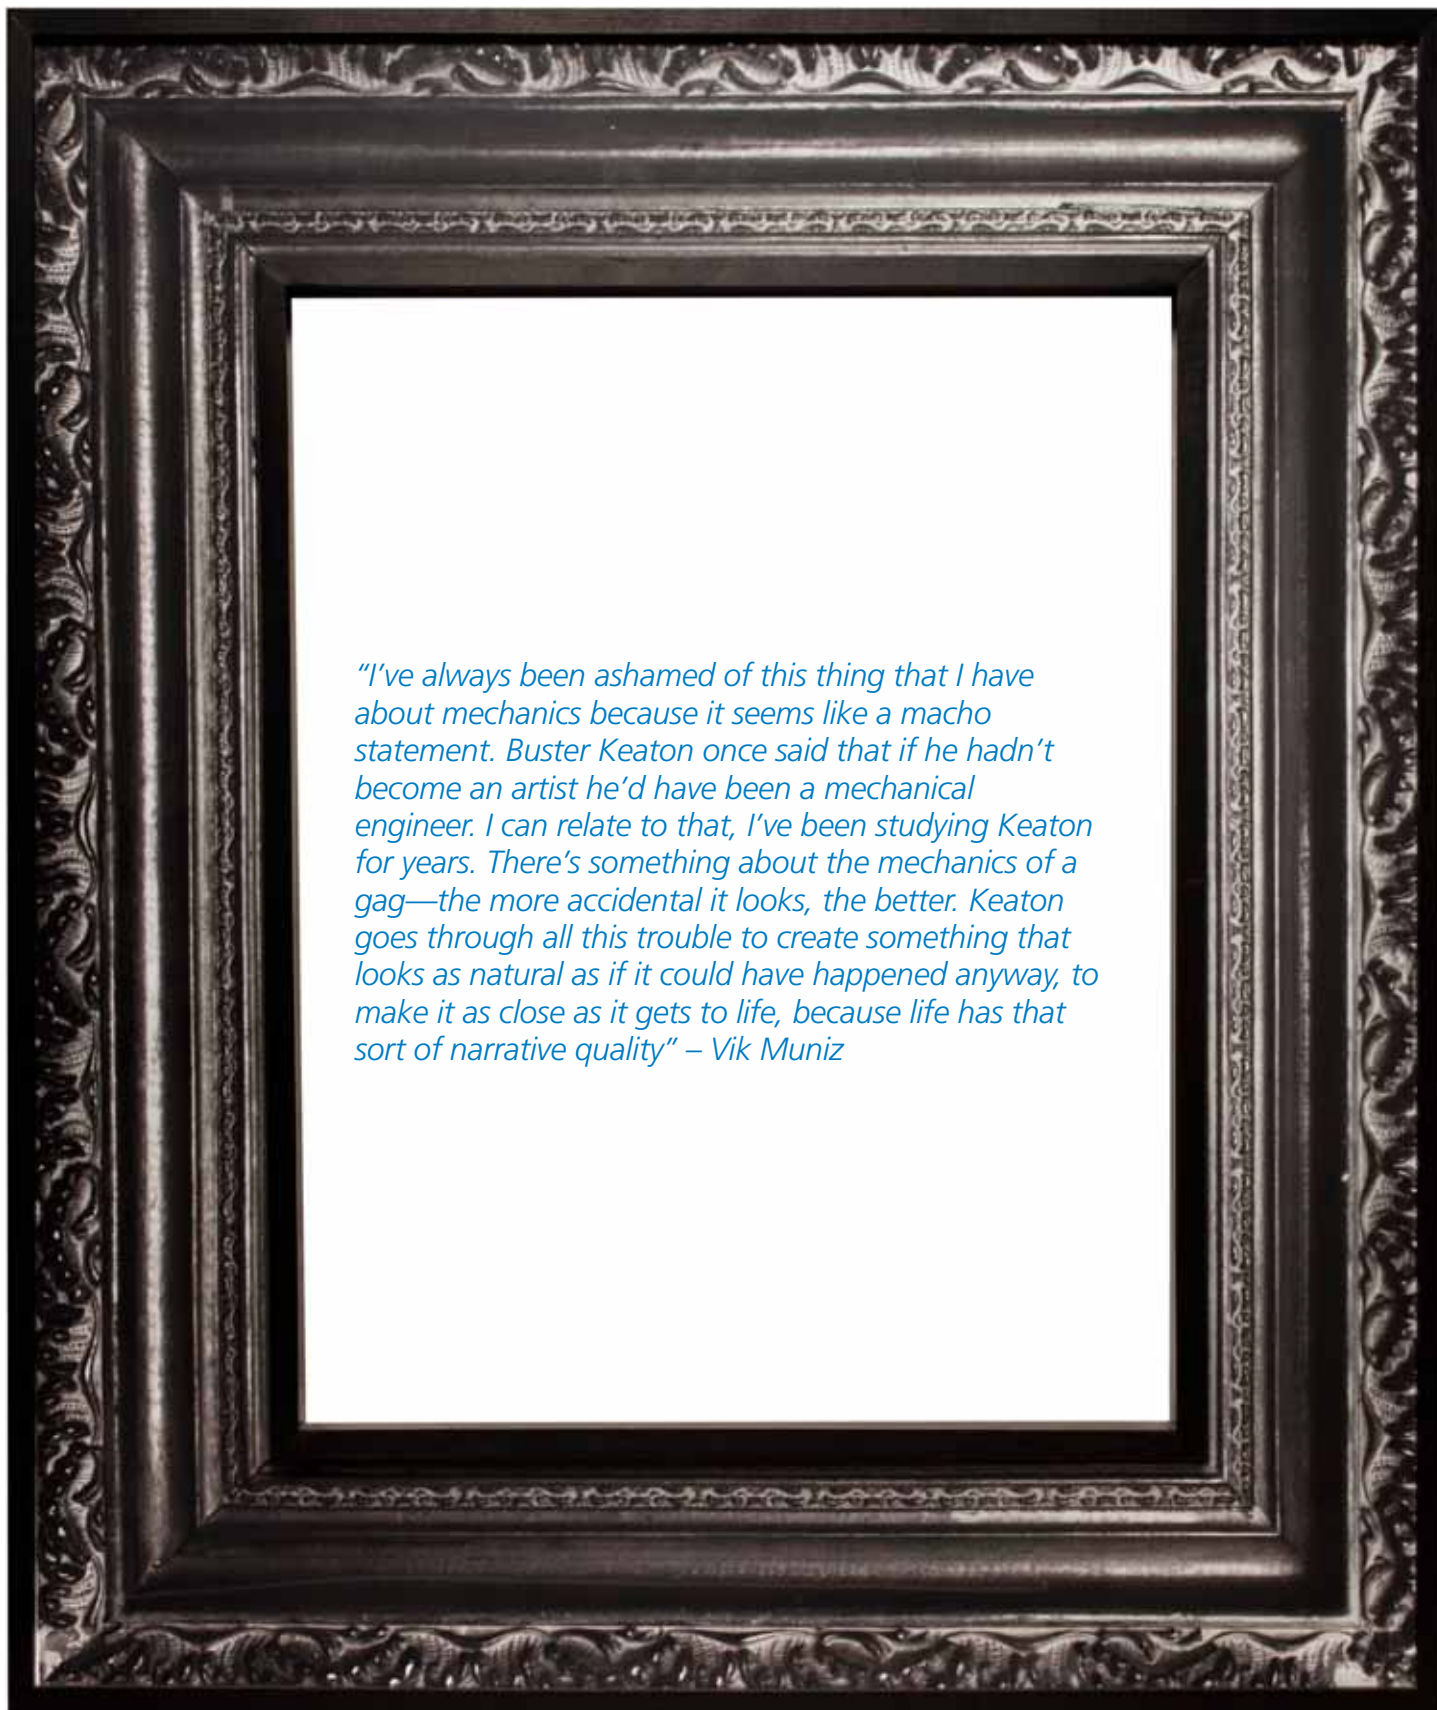 “I’ve always been ashamed of this thing that I have
about mechanics because it seems like a macho
statement. Buster Keaton once said that if he hadn’t
become an artist he’d have been a mechanical
engineer. I can relate to that, I’ve been studying Keaton
for years. There’s something about the mechanics of a
gag—the more accidental it looks, the better. Keaton
goes through all this trouble to create something that
looks as natural as if it could have happened anyway, to
make it as close as it gets to life, because life has that
sort of narrative quality” – Vik Muniz